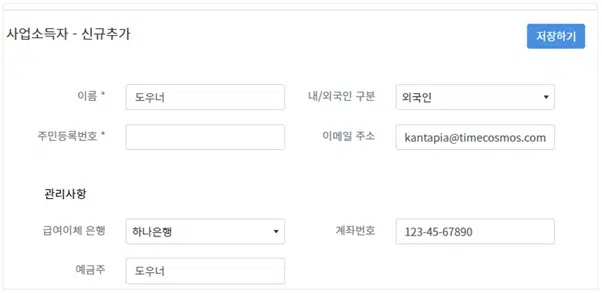 사업소득자 - 신규추가 저장하기
이름 * 도우너 내/외국인 구분 외국인
주민등록번호 * 이메일 주소 kantapia@timecosmos.com
관리사항
급여이체 은행 하나은행 계좌번호 123-45-67890
예금주 도우너